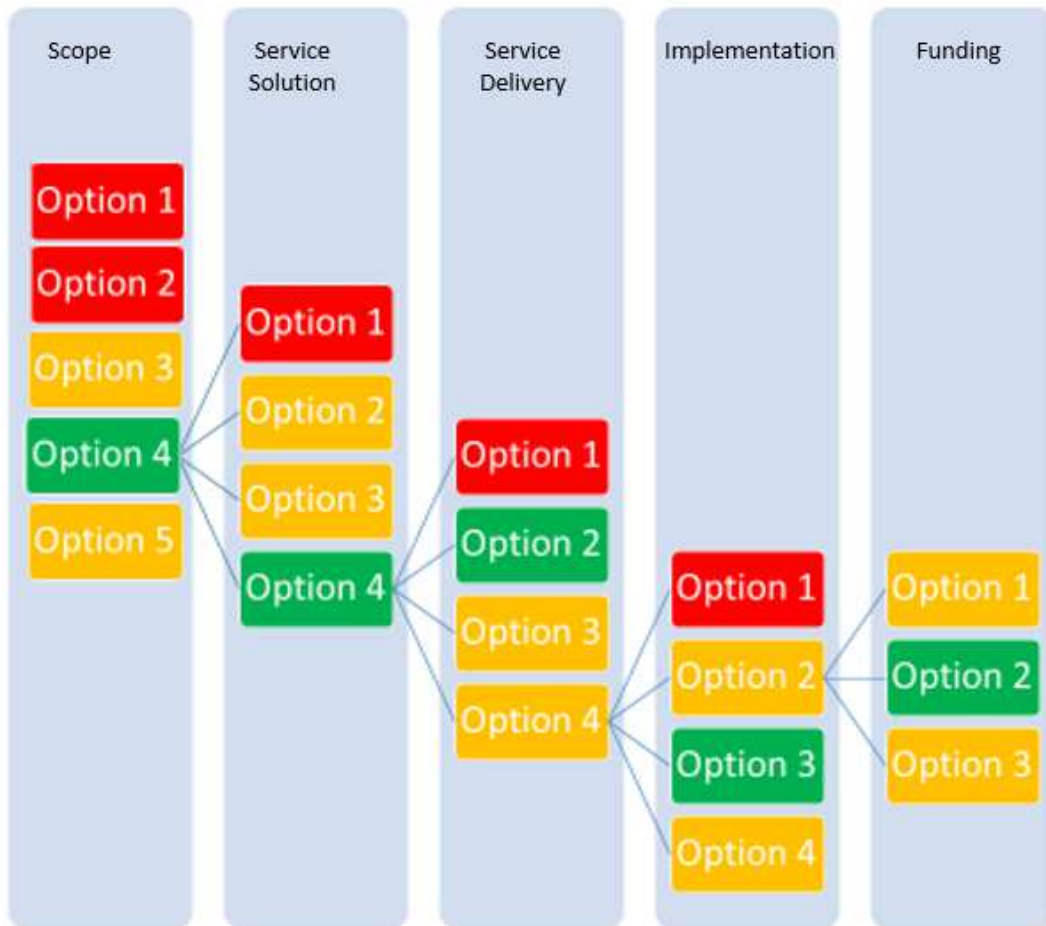 Scope
Option 1
Option 2
Option 3
Option 4
Option 5
Service
Solution
Option 1
Option 2
Option 3
Option 4
Service
Delivery
Option 1
Option 2
Option 3
Option 4
Implementation
Option 1
Option 2
Option 3
Option 4
Funding
Option 1
Option 2
Option 3